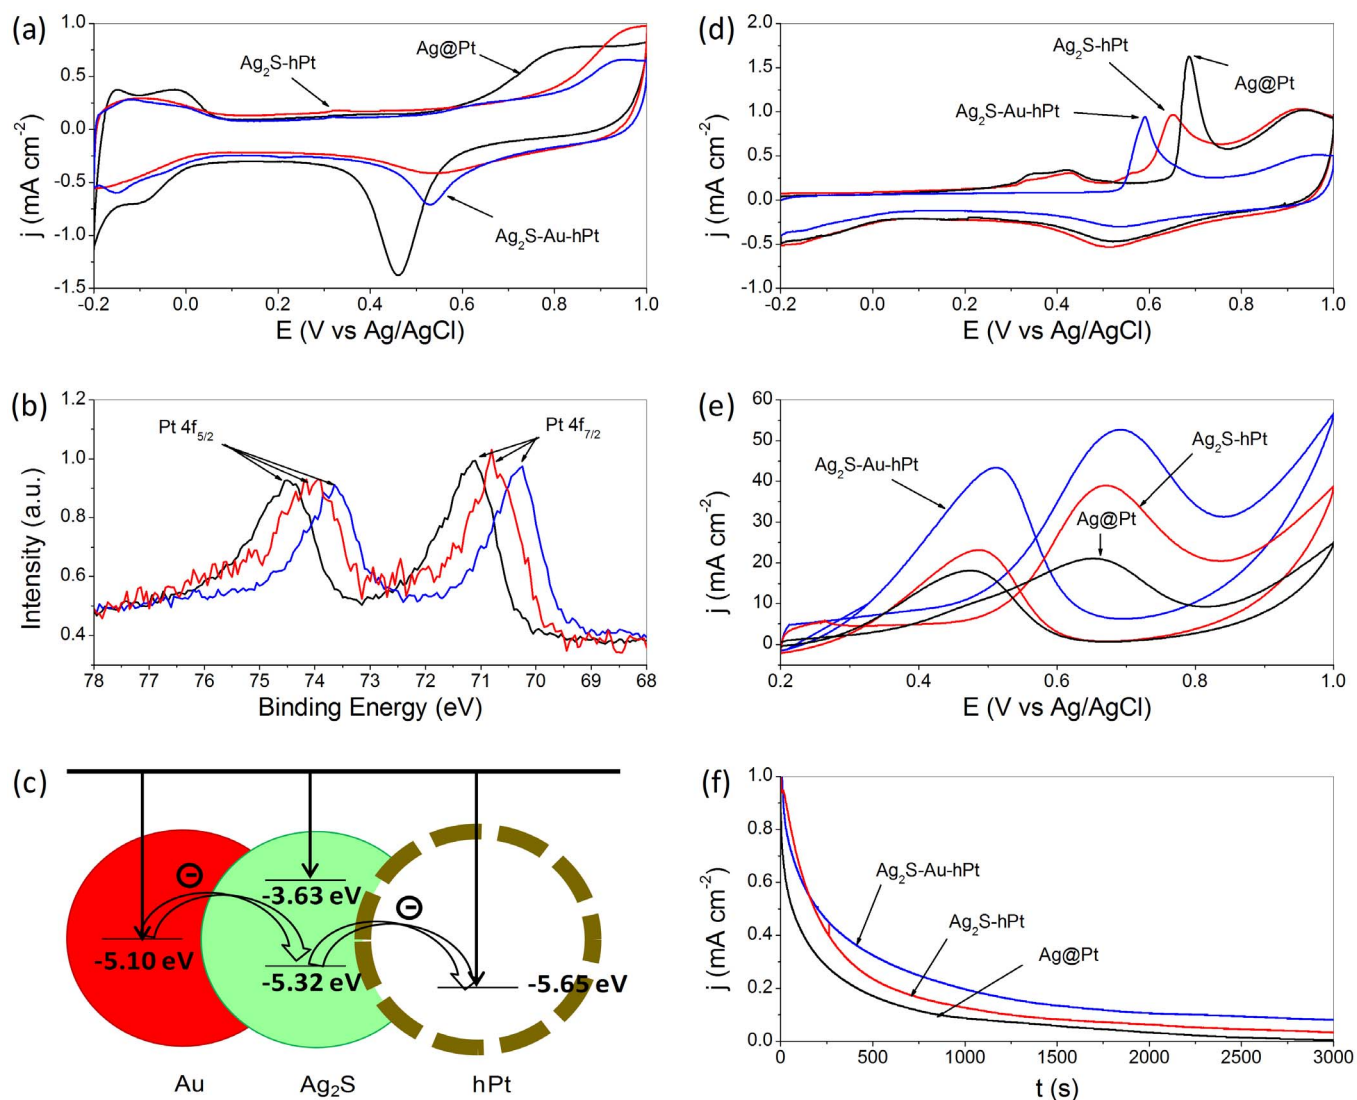 (a)
1.0
0.5
0.0
-0.5
-1.0
-1.5
j (mA cm-2)
Ag2S-hPt
Ag@Pt
Ag2S-Au-hPt
-0.2 0.0 0.2 0.4 0.6 0.8 1.0
E (V vs Ag/AgCl)
(d)
2.0
1.5
1.0
0.5
0.0
-0.5
-1.0
j (mA cm-2)
Ag2S-hPt
Ag@Pt
Ag2S-Au-hPt
-0.2 0.0 0.2 0.4 0.6 0.8 1.0
E (V vs Ag/AgCl)
(b)
1.2
1.0
0.8
0.6
0.4
Intensity (a.u.)
Pt 4f5/2
Pt 4f7/2
78 77 76 75 74 73 72 71 70 69 68
Binding Energy (eV)
(e)
60
50
40
30
20
10
0
j (mA cm-2)
Ag2S-Au-hPt
Ag2S-hPt
Ag@Pt
0.2 0.4 0.6 0.8 1.0
E (V vs Ag/AgCl)
(c)
-3.63 eV
-5.10 eV
-5.32 eV
-5.65 eV
Au Ag2S hPt
(f)
1.0
0.8
0.6
0.4
0.2
0.0
j (mA cm-2)
Ag2S-Au-hPt
Ag2S-hPt
Ag@Pt
0 500 1000 1500 2000 2500 3000
t (s)